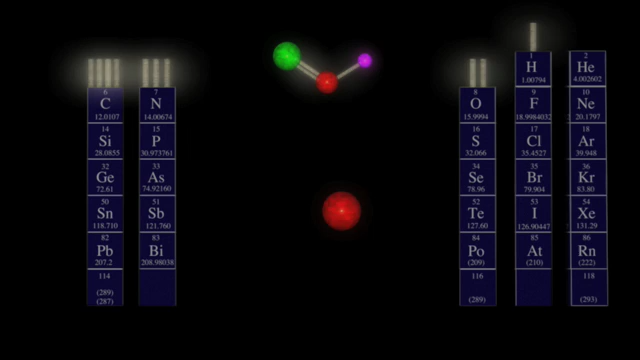 6
C
12.0107
14
Si
28.0855
32
Ge
72.61
50
Sn
118.710
82
Pb
207.2
114
(289)
(287)
7
N
14.00674
15
P
30.973761
33
As
74.92160
51
Sb
121.760
83
Bi
208.98038
8
O
15.9994
16
S
32.066
34
Se
78.96
52
Te
127.60
84
Po
(209)
116
(289)
1
H
1.00794
9
F
18.9984032
17
Cl
35.4527
35
Br
79.904
53
I
126.90447
85
At
(210)
2
He
4.002602
10
Ne
20.1797
18
Ar
39.948
36
Kr
83.80
54
Xe
131.29
86
Rn
(222)
118
(293)